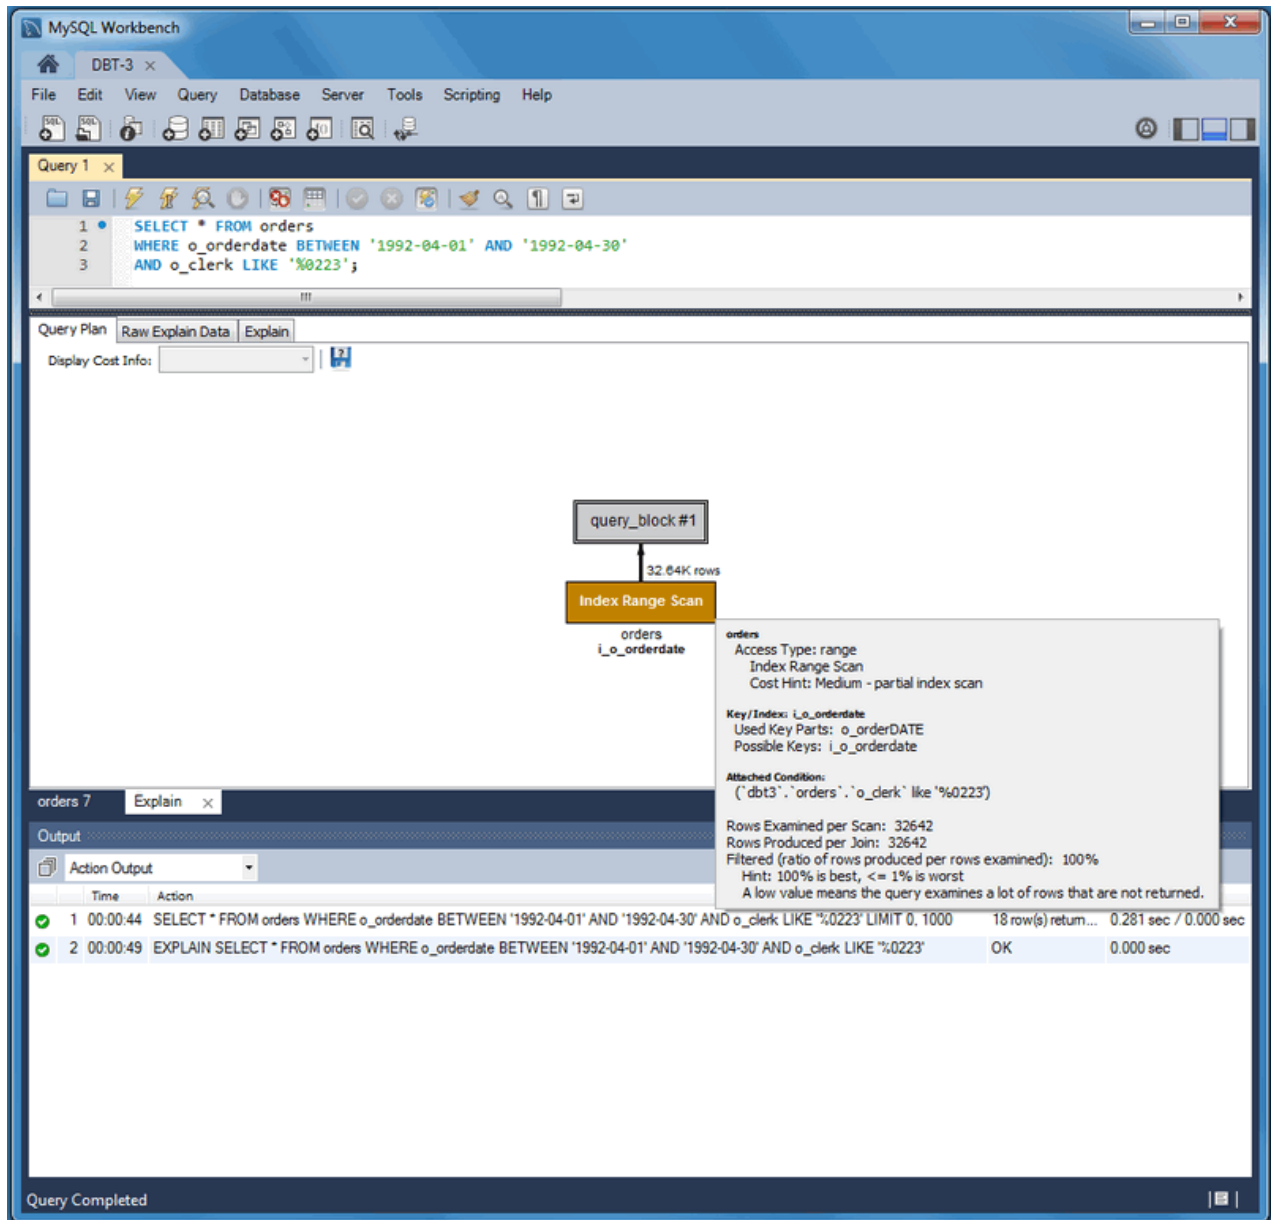 MySQL Workbench
DBT-3
File Edit View Query Database Server Tools Scripting Help
Query 1
1 SELECT * FROM orders
2 WHERE o_orderdate BETWEEN '1992-04-01' AND '1992-04-30'
3 AND o_clerk LIKE '%0223';
Query Plan Raw Explain Data Explain
Display Cost Info:
query_block #1
32.64K rows
Index Range Scan
orders
i_o_orderdate
orders
Access Type: range
Index Range Scan
Cost Hint: Medium - partial index scan
Key/Index: i_o_orderdate
Used Key Parts: o_orderDATE
Possible Keys: i_o_orderdate
Attached Condition:
(`dbt3`.`orders`.`o_clerk` like '%0223')
Rows Examined per Scan: 32642
Rows Produced per Join: 32642
Filtered (ratio of rows produced per rows examined): 100%
Hint: 100% is best, <= 1% is worst
A low value means the query examines a lot of rows that are not returned.
orders 7 Explain
Output
Action Output
Time Action
1 00:00:44 SELECT * FROM orders WHERE o_orderdate BETWEEN '1992-04-01' AND '1992-04-30' AND o_clerk LIKE '%0223' LIMIT 0, 1000 18 row(s) return... 0.281 sec / 0.000 sec
2 00:00:49 EXPLAIN SELECT * FROM orders WHERE o_orderdate BETWEEN '1992-04-01' AND '1992-04-30' AND o_clerk LIKE '%0223' OK 0.000 sec
Query Completed